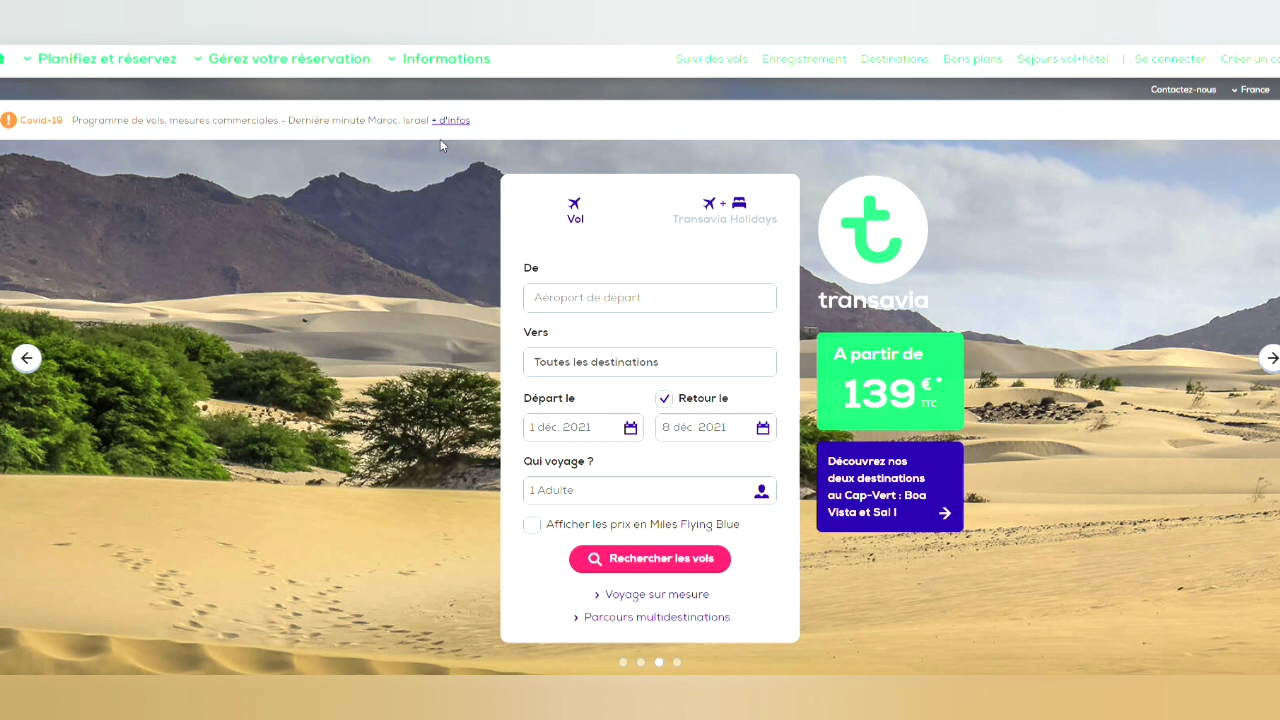 Planifiez et réservez Gérez votre réservation Informations Suivi des vols Enregistrement Destinations Bons plans Séjours vol+hôtel | Se connecter Créer un co
Contactez-nous France
Covid-19 Programme de vols, mesures commerciales - Dernière minute Maroc, Israel + d'infos
Vol
+
Transavia Holidays
De
Aéroport de départ
Vers
Toutes les destinations
Départ le
Retour le
1 déc. 2021
8 déc. 2021
Qui voyage ?
1 Adulte
Afficher les prix en Miles Flying Blue
Rechercher les vols
Voyage sur mesure
Parcours multidestinations
t
transavia
A partir de
139 €*
TTC
Découvrez nos
deux destinations
au Cap-Vert : Boa
Vista et Sal !